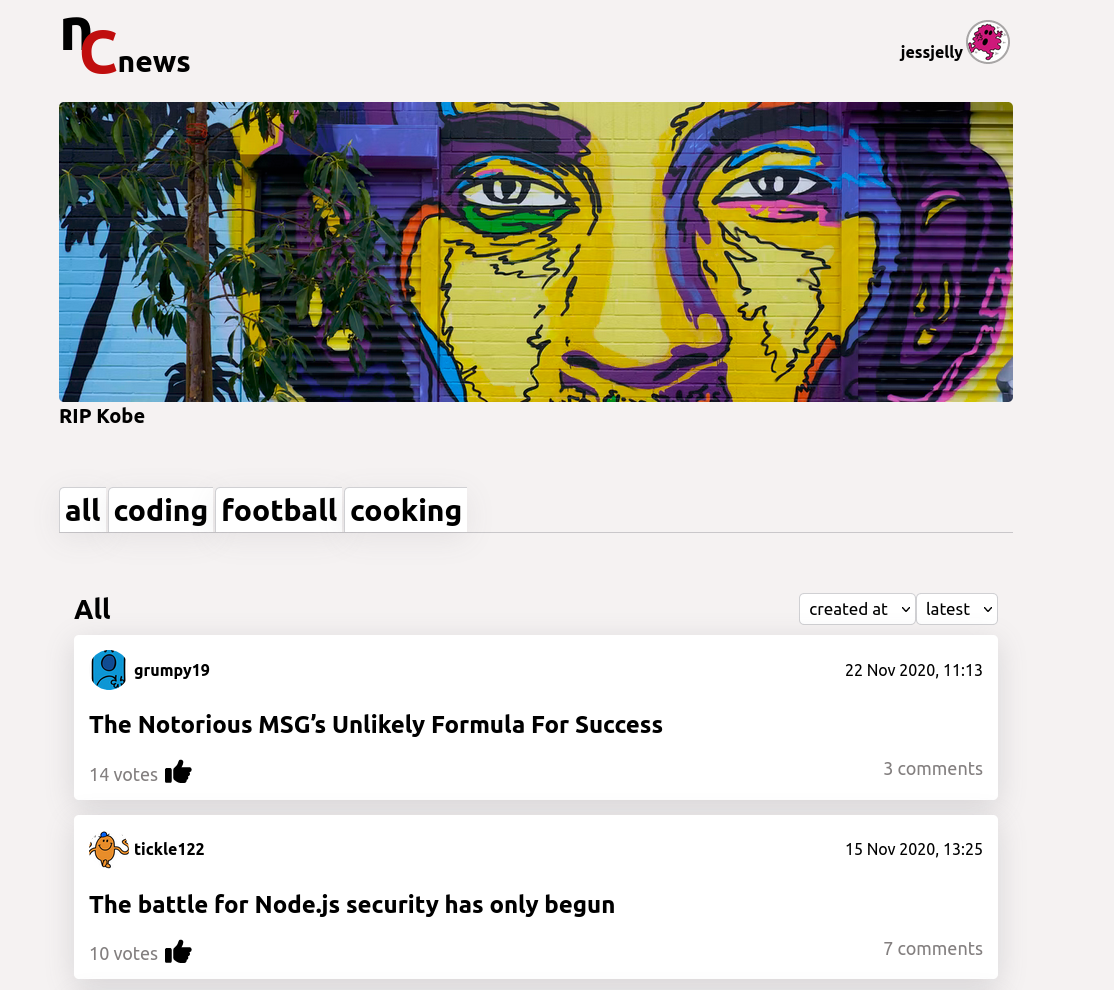 nc news
jessjelly
RIP Kobe
all coding football cooking
All created at latest
grumpy19 22 Nov 2020, 11:13
The Notorious MSG’s Unlikely Formula For Success
14 votes 3 comments
tickle122 15 Nov 2020, 13:25
The battle for Node.js security has only begun
10 votes 7 comments